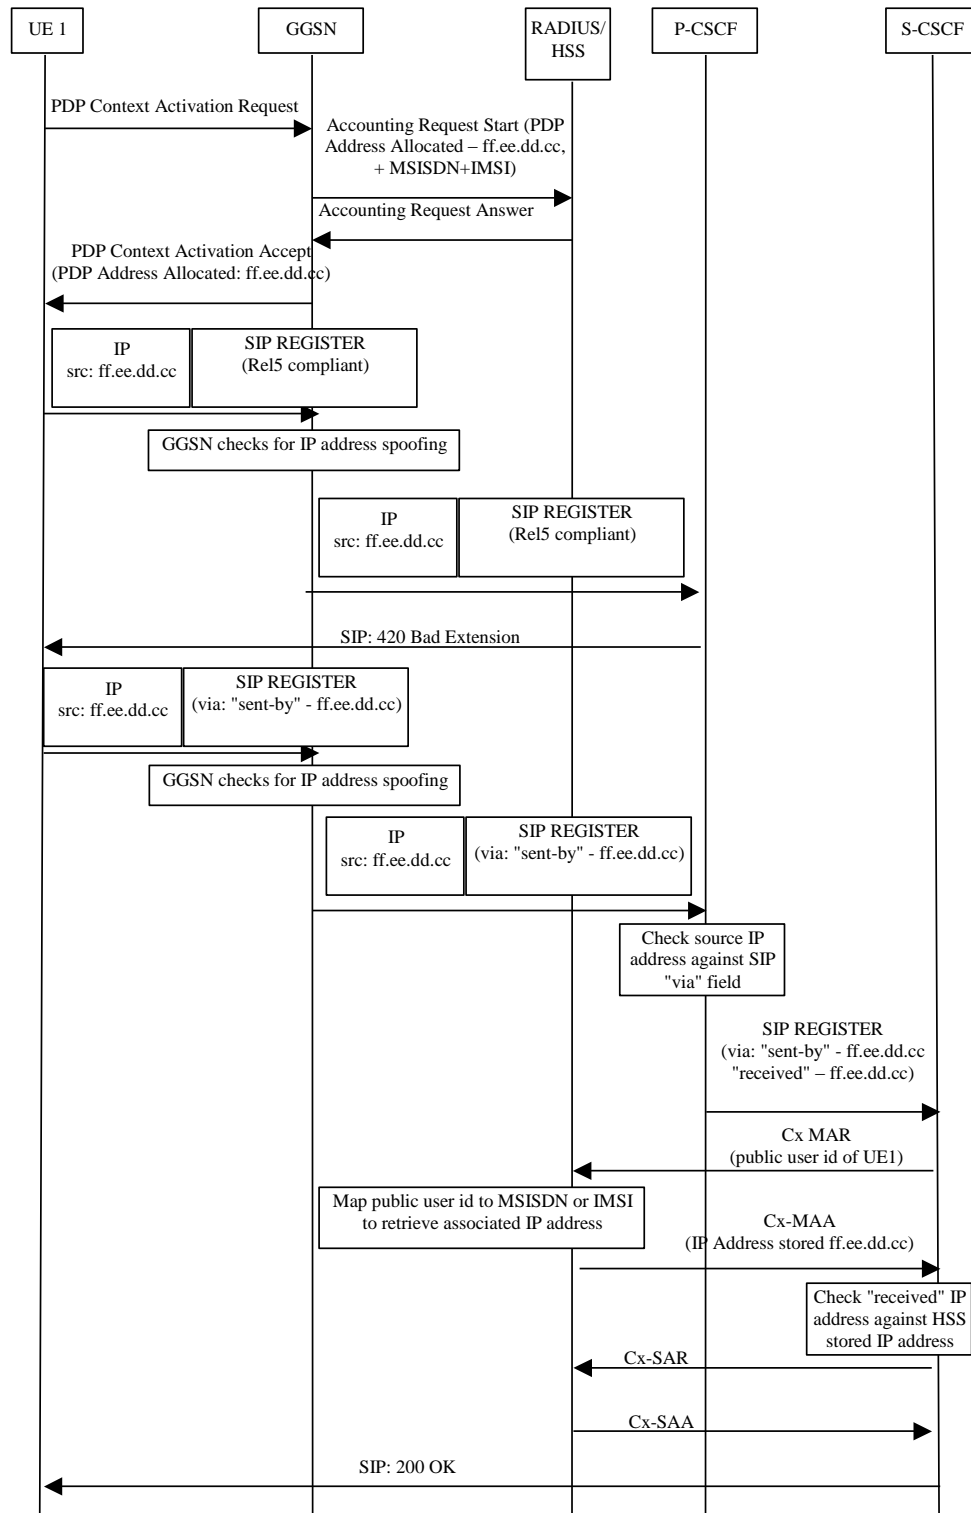 UE 1
GGSN
RADIUS/
HSS
P-CSCF
S-CSCF
PDP Context Activation Request
Accounting Request Start (PDP
Address Allocated – ff.ee.dd.cc,
+ MSISDN+IMSI)
Accounting Request Answer
PDP Context Activation Accept
(PDP Address Allocated: ff.ee.dd.cc)
IP
src: ff.ee.dd.cc
SIP REGISTER
(Rel5 compliant)
GGSN checks for IP address spoofing
IP
src: ff.ee.dd.cc
SIP REGISTER
(Rel5 compliant)
SIP: 420 Bad Extension
IP
src: ff.ee.dd.cc
SIP REGISTER
(via: "sent-by" - ff.ee.dd.cc)
GGSN checks for IP address spoofing
IP
src: ff.ee.dd.cc
SIP REGISTER
(via: "sent-by" - ff.ee.dd.cc)
Check source IP
address against SIP
"via" field
SIP REGISTER
(via: "sent-by" - ff.ee.dd.cc
"received" – ff.ee.dd.cc)
Cx MAR
(public user id of UE1)
Map public user id to MSISDN or IMSI
to retrieve associated IP address
Cx-MAA
(IP Address stored ff.ee.dd.cc)
Check "received" IP
address against HSS
stored IP address
Cx-SAR
Cx-SAA
SIP: 200 OK